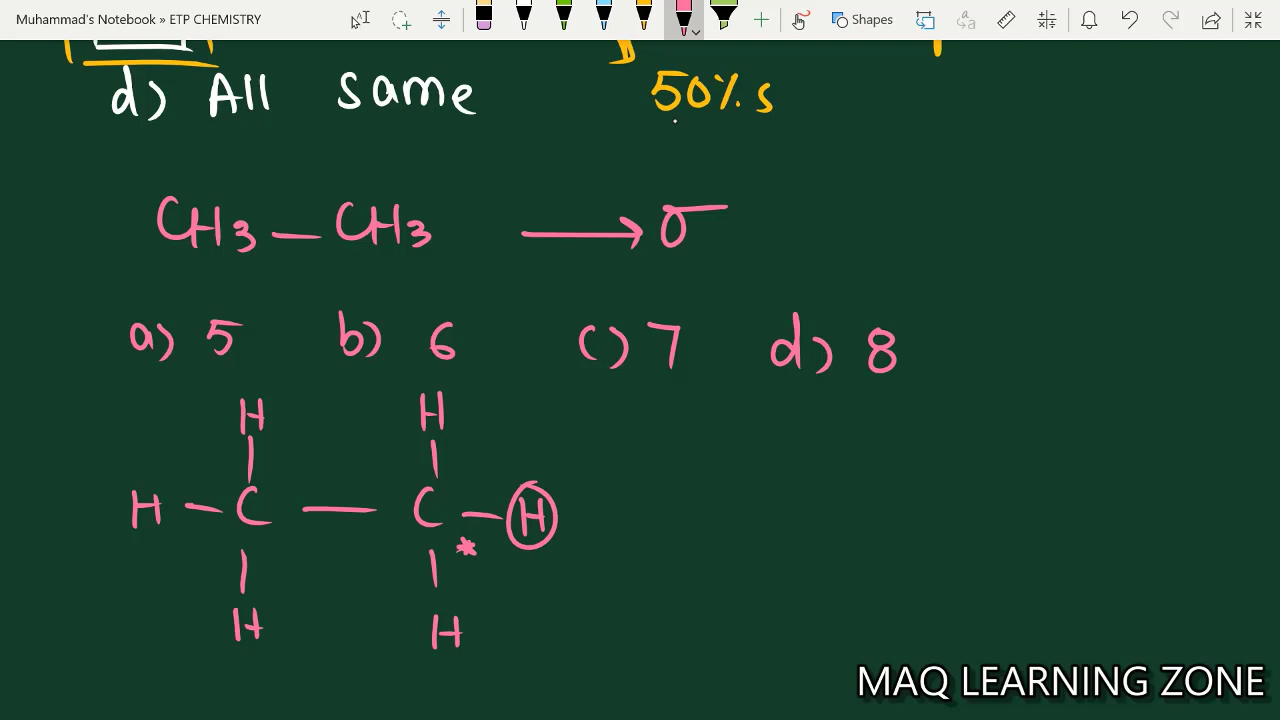 Muhammad's Notebook » ETP CHEMISTRY
Shapes
d) All same 50% s
CH3 — CH3 ⟶ σ
a) 5 b) 6 c) 7 d) 8
H H
H — C — C — H
*
H H
MAQ LEARNING ZONE